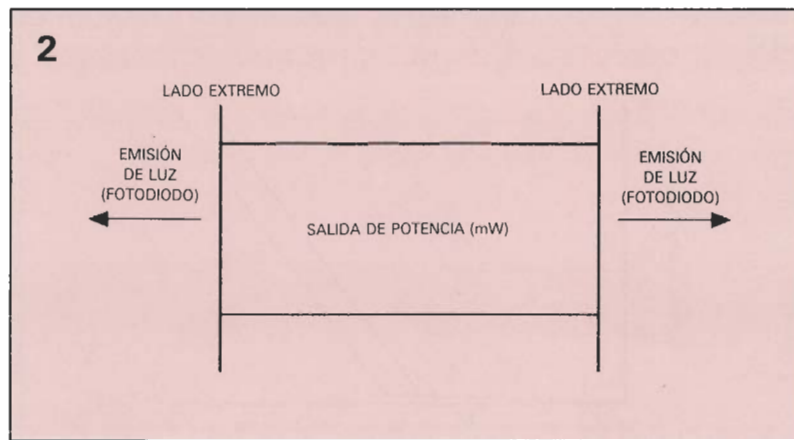 2
LADO EXTREMO
LADO EXTREMO
EMISIÓN
DE LUZ
(FOTODIODO)
SALIDA DE POTENCIA (mW)
EMISIÓN
DE LUZ
(FOTODIODO)